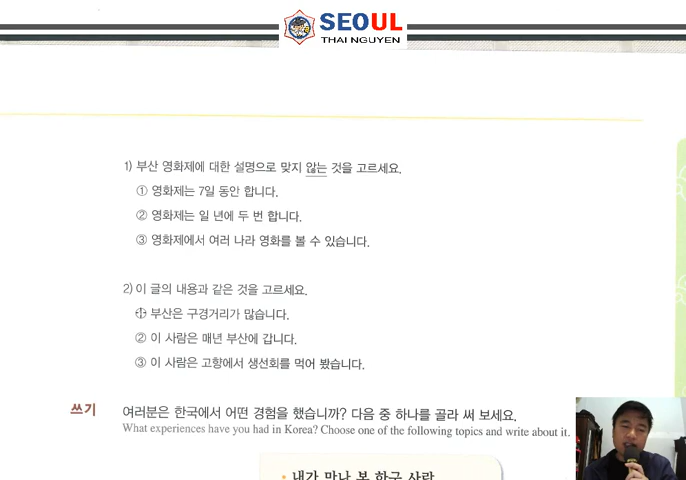 SEOUL
THAI NGUYEN
1) 부산 영화제에 대한 설명으로 맞지 않는 것을 고르세요.
① 영화제는 7일 동안 합니다.
② 영화제는 일 년에 두 번 합니다.
③ 영화제에서 여러 나라 영화를 볼 수 있습니다.
2) 이 글의 내용과 같은 것을 고르세요.
① 부산은 구경거리가 많습니다.
② 이 사람은 매년 부산에 갑니다.
③ 이 사람은 고향에서 생선회를 먹어 봤습니다.
쓰기 여러분은 한국에서 어떤 경험을 했습니까? 다음 중 하나를 골라 써 보세요.
What experiences have you had in Korea? Choose one of the following topics and write about it.
• 내가 만나 본 한국 사람